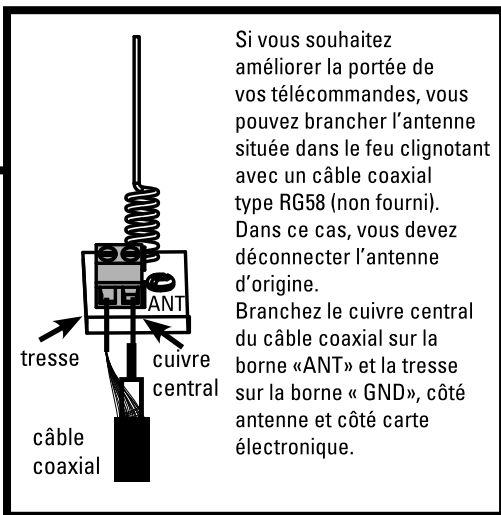 Si vous souhaitez
améliorer la portée de
vos télécommandes, vous
pouvez brancher l'antenne
située dans le feu clignotant
avec un câble coaxial
type RG58 (non fourni).
Dans ce cas, vous devez
déconnecter l'antenne
d'origine.
Branchez le cuivre central
du câble coaxial sur la
borne «ANT» et la tresse
sur la borne « GND», côté
antenne et côté carte
électronique.
ANT
tresse
cuivre
central
câble
coaxial